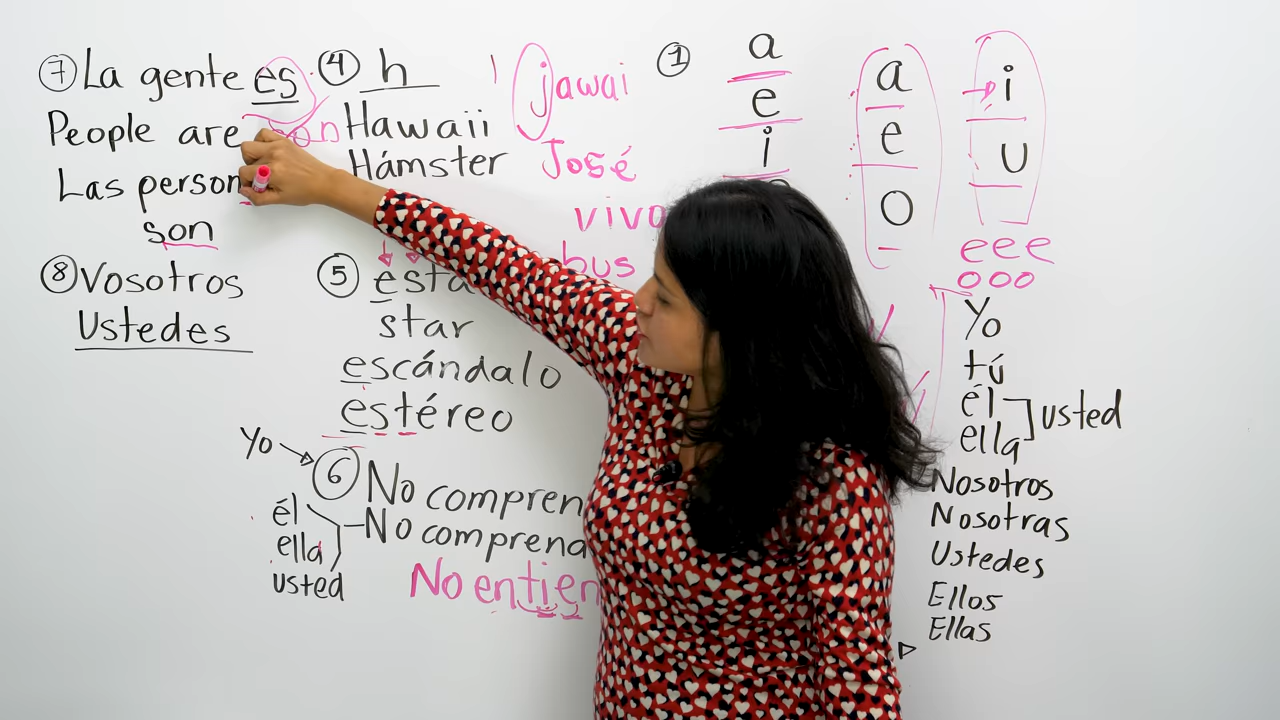 ⑦ La gente es
People are son
Las person
son
⑧ Vosotros
Ustedes
④ h
Hawaii
Hámster
jawai
José
vivo
bus
⑤ esta
star
escándalo
estéreo
Yo
⑥ No compren
él
ella
usted
No comprend
No entien
①
a
e
i
a
e
o
i
u
eee
ooo
Yo
tú
él
ella
usted
Nosotros
Nosotras
Ustedes
Ellos
Ellas